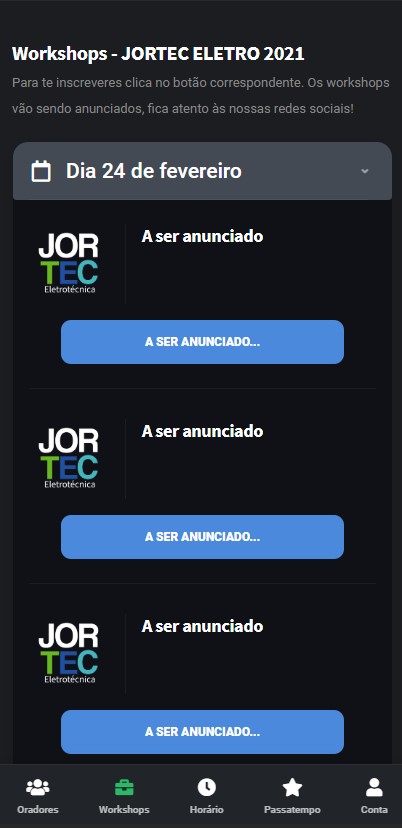 Workshops - JORTEC ELETRO 2021
Para te inscreveres clica no botão correspondente. Os workshops
vão sendo anunciados, fica atento às nossas redes sociais!
Dia 24 de fevereiro
JOR
TEC
Eletrotécnica
A ser anunciado
A SER ANUNCIADO...
JOR
TEC
Eletrotécnica
A ser anunciado
A SER ANUNCIADO...
JOR
TEC
Eletrotécnica
A ser anunciado
A SER ANUNCIADO...
Oradores Workshops Horário Passatempo Conta